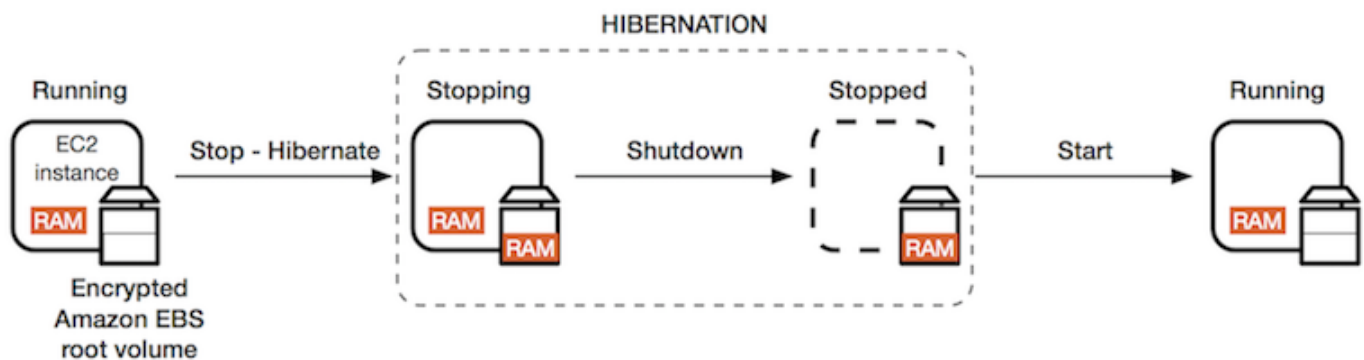 HIBERNATION
Running
Stopping
Stopped
Running
EC2
instance
Stop - Hibernate
Shutdown
Start
RAM
RAM
RAM
RAM
RAM
Encrypted
Amazon EBS
root volume